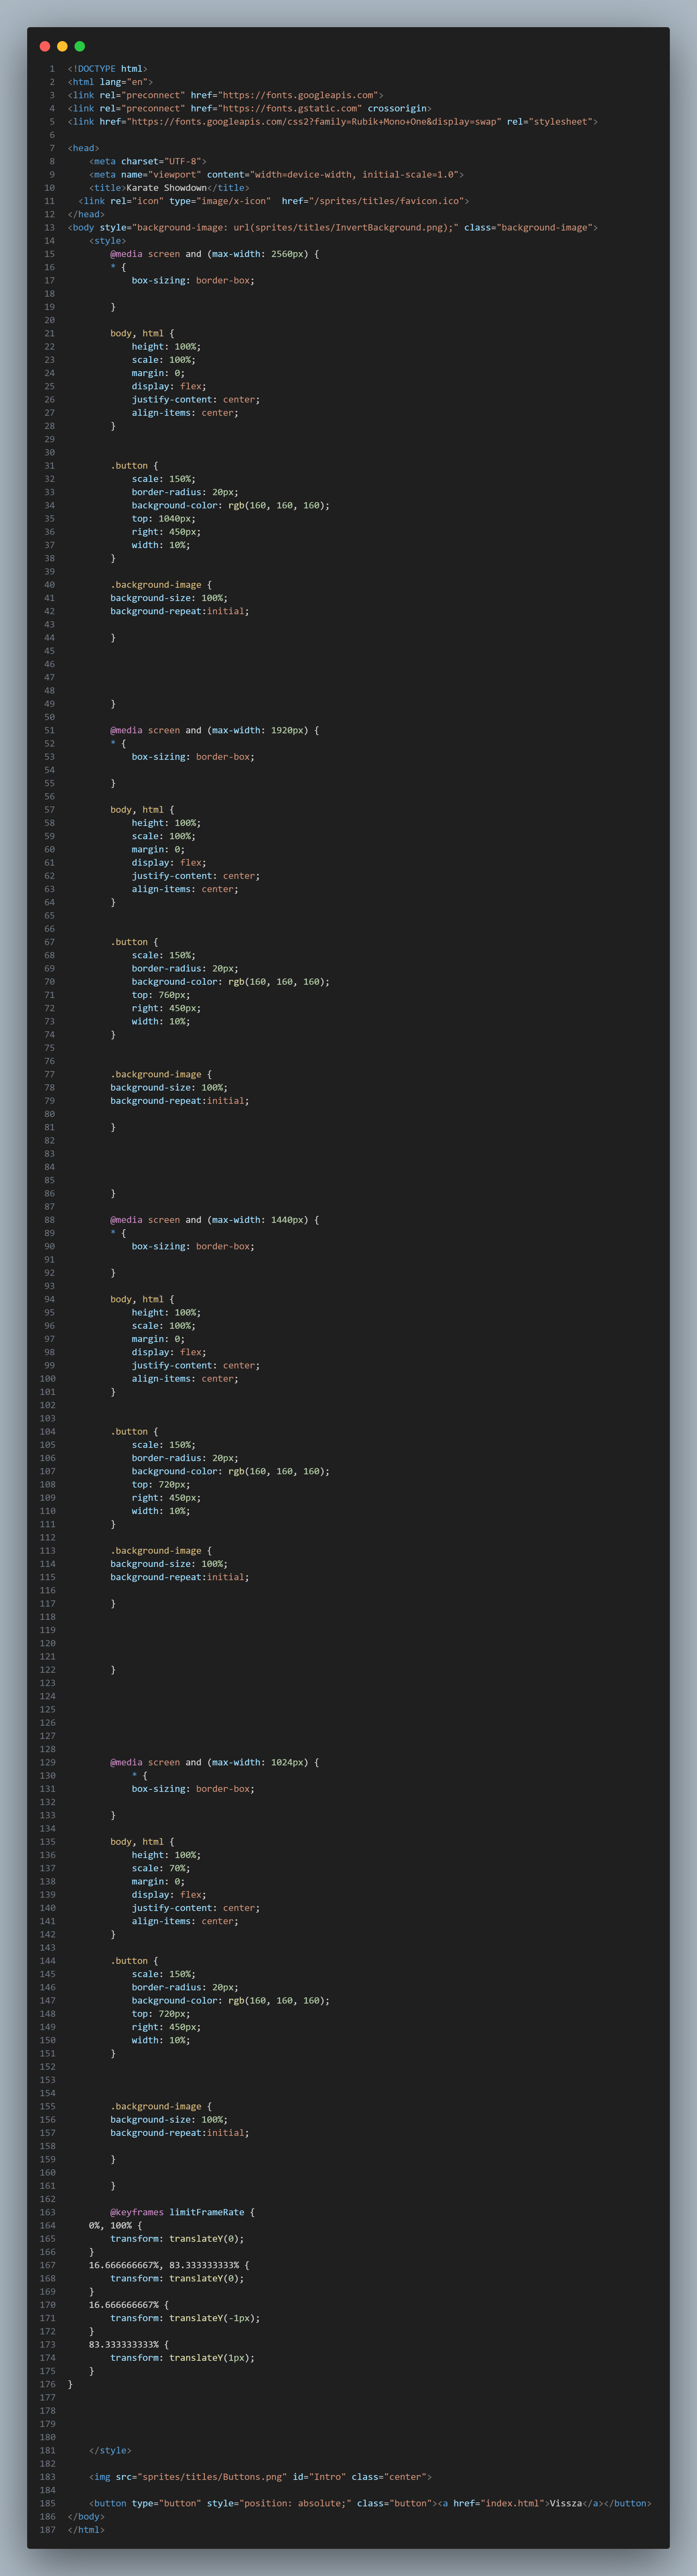 1 <!DOCTYPE html>
2 <html lang="en">
3 <link rel="preconnect" href="https://fonts.googleapis.com">
4 <link rel="preconnect" href="https://fonts.gstatic.com" crossorigin>
5 <link href="https://fonts.googleapis.com/css2?family=Rubik+Mono+One&display=swap" rel="stylesheet">
6
7 <head>
8     <meta charset="UTF-8">
9     <meta name="viewport" content="width=device-width, initial-scale=1.0">
10     <title>Karate Showdown</title>
11   <link rel="icon" type="image/x-icon"  href="/sprites/titles/favicon.ico">
12 </head>
13 <body style="background-image: url(sprites/titles/InvertBackground.png);" class="background-image">
14     <style>
15         @media screen and (max-width: 2560px) {
16         * {
17             box-sizing: border-box;
18
19         }
20
21         body, html {
22             height: 100%;
23             scale: 100%;
24             margin: 0;
25             display: flex;
26             justify-content: center;
27             align-items: center;
28         }
29
30
31         .button {
32             scale: 150%;
33             border-radius: 20px;
34             background-color: rgb(160, 160, 160);
35             top: 1040px;
36             right: 450px;
37             width: 10%;
38         }
39
40         .background-image {
41         background-size: 100%;
42         background-repeat:initial;
43
44         }
45
46
47
48
49         }
50
51         @media screen and (max-width: 1920px) {
52         * {
53             box-sizing: border-box;
54
55         }
56
57         body, html {
58             height: 100%;
59             scale: 100%;
60             margin: 0;
61             display: flex;
62             justify-content: center;
63             align-items: center;
64         }
65
66
67         .button {
68             scale: 150%;
69             border-radius: 20px;
70             background-color: rgb(160, 160, 160);
71             top: 760px;
72             right: 450px;
73             width: 10%;
74         }
75
76
77         .background-image {
78         background-size: 100%;
79         background-repeat:initial;
80
81         }
82
83
84
85
86         }
87
88         @media screen and (max-width: 1440px) {
89         * {
90             box-sizing: border-box;
91
92         }
93
94         body, html {
95             height: 100%;
96             scale: 100%;
97             margin: 0;
98             display: flex;
99             justify-content: center;
100             align-items: center;
101         }
102
103
104         .button {
105             scale: 150%;
106             border-radius: 20px;
107             background-color: rgb(160, 160, 160);
108             top: 720px;
109             right: 450px;
110             width: 10%;
111         }
112
113         .background-image {
114         background-size: 100%;
115         background-repeat:initial;
116
117         }
118
119
120
121
122         }
123
124
125
126
127
128
129         @media screen and (max-width: 1024px) {
130             * {
131             box-sizing: border-box;
132
133         }
134
135         body, html {
136             height: 100%;
137             scale: 70%;
138             margin: 0;
139             display: flex;
140             justify-content: center;
141             align-items: center;
142         }
143
144         .button {
145             scale: 150%;
146             border-radius: 20px;
147             background-color: rgb(160, 160, 160);
148             top: 720px;
149             right: 450px;
150             width: 10%;
151         }
152
153
154
155         .background-image {
156         background-size: 100%;
157         background-repeat:initial;
158
159         }
160
161         }
162
163         @keyframes limitFrameRate {
164     0%, 100% {
165         transform: translateY(0);
166     }
167     16.666666667%, 83.333333333% {
168         transform: translateY(0);
169     }
170     16.666666667% {
171         transform: translateY(-1px);
172     }
173     83.333333333% {
174         transform: translateY(1px);
175     }
176 }
177
178
179
180
181     </style>
182
183     <img src="sprites/titles/Buttons.png" id="Intro" class="center">
184
185     <button type="button" style="position: absolute;" class="button"><a href="index.html">Vissza</a></button>
186 </body>
187 </html>